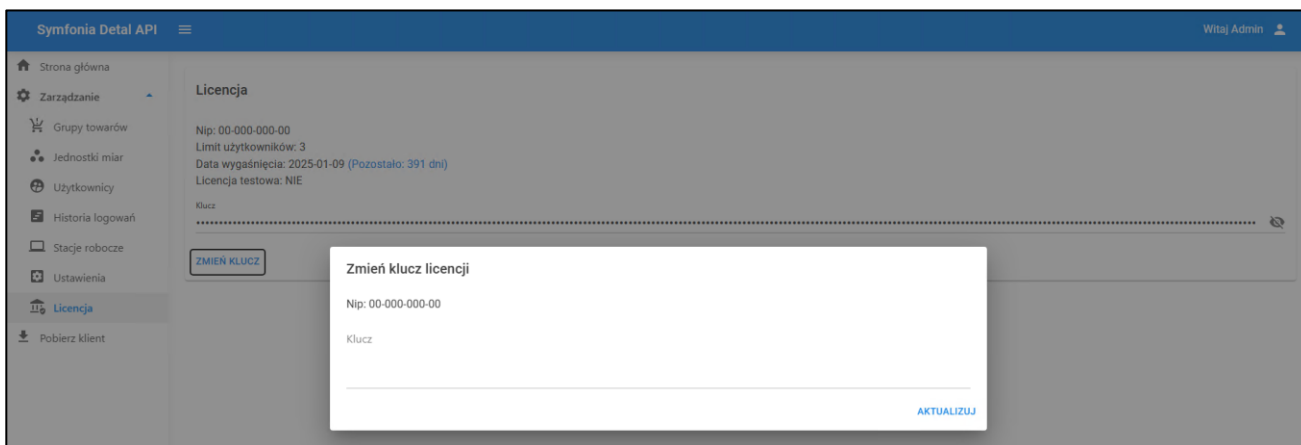 Symfonia Detal API
Witaj Admin
Strona główna
Zarządzanie
Grupy towarów
Jednostki miar
Użytkownicy
Historia logowań
Stacje robocze
Ustawienia
Licencja
Pobierz klient
Licencja
Nip: 00-000-000-00
Limit użytkowników: 3
Data wygaśnięcia: 2025-01-09 (Pozostało: 391 dni)
Licencja testowa: NIE
Klucz
ZMIEŃ KLUCZ
Zmień klucz licencji
Nip: 00-000-000-00
Klucz
AKTUALIZUJ